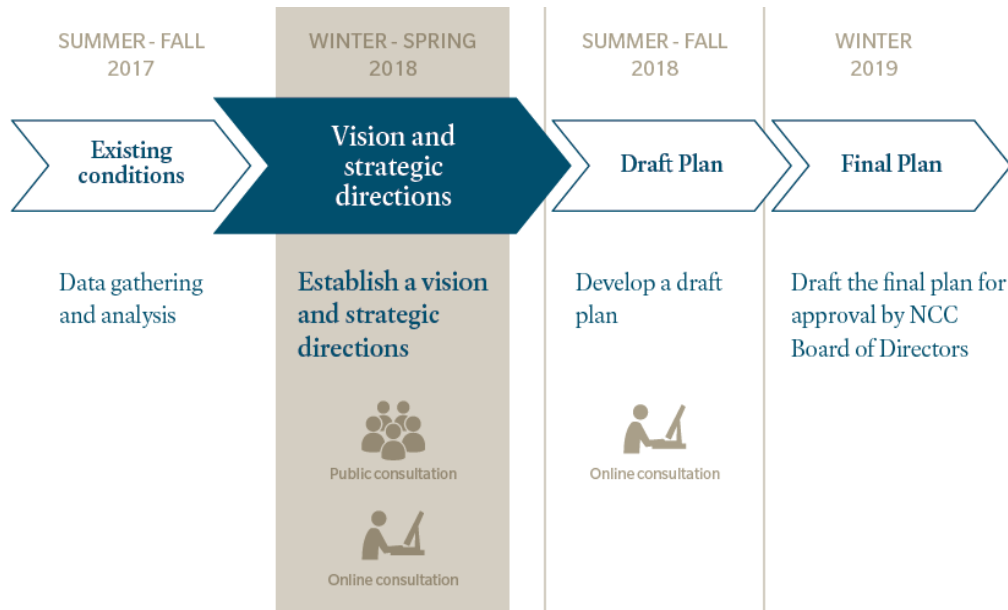 SUMMER - FALL
2017
WINTER - SPRING
2018
SUMMER - FALL
2018
WINTER
2019
Existing
conditions
Vision and
strategic
directions
Draft Plan
Final Plan
Data gathering
and analysis
Establish a vision
and strategic
directions
Develop a draft
plan
Draft the final plan for
approval by NCC
Board of Directors
Public consultation
Online consultation
Online consultation